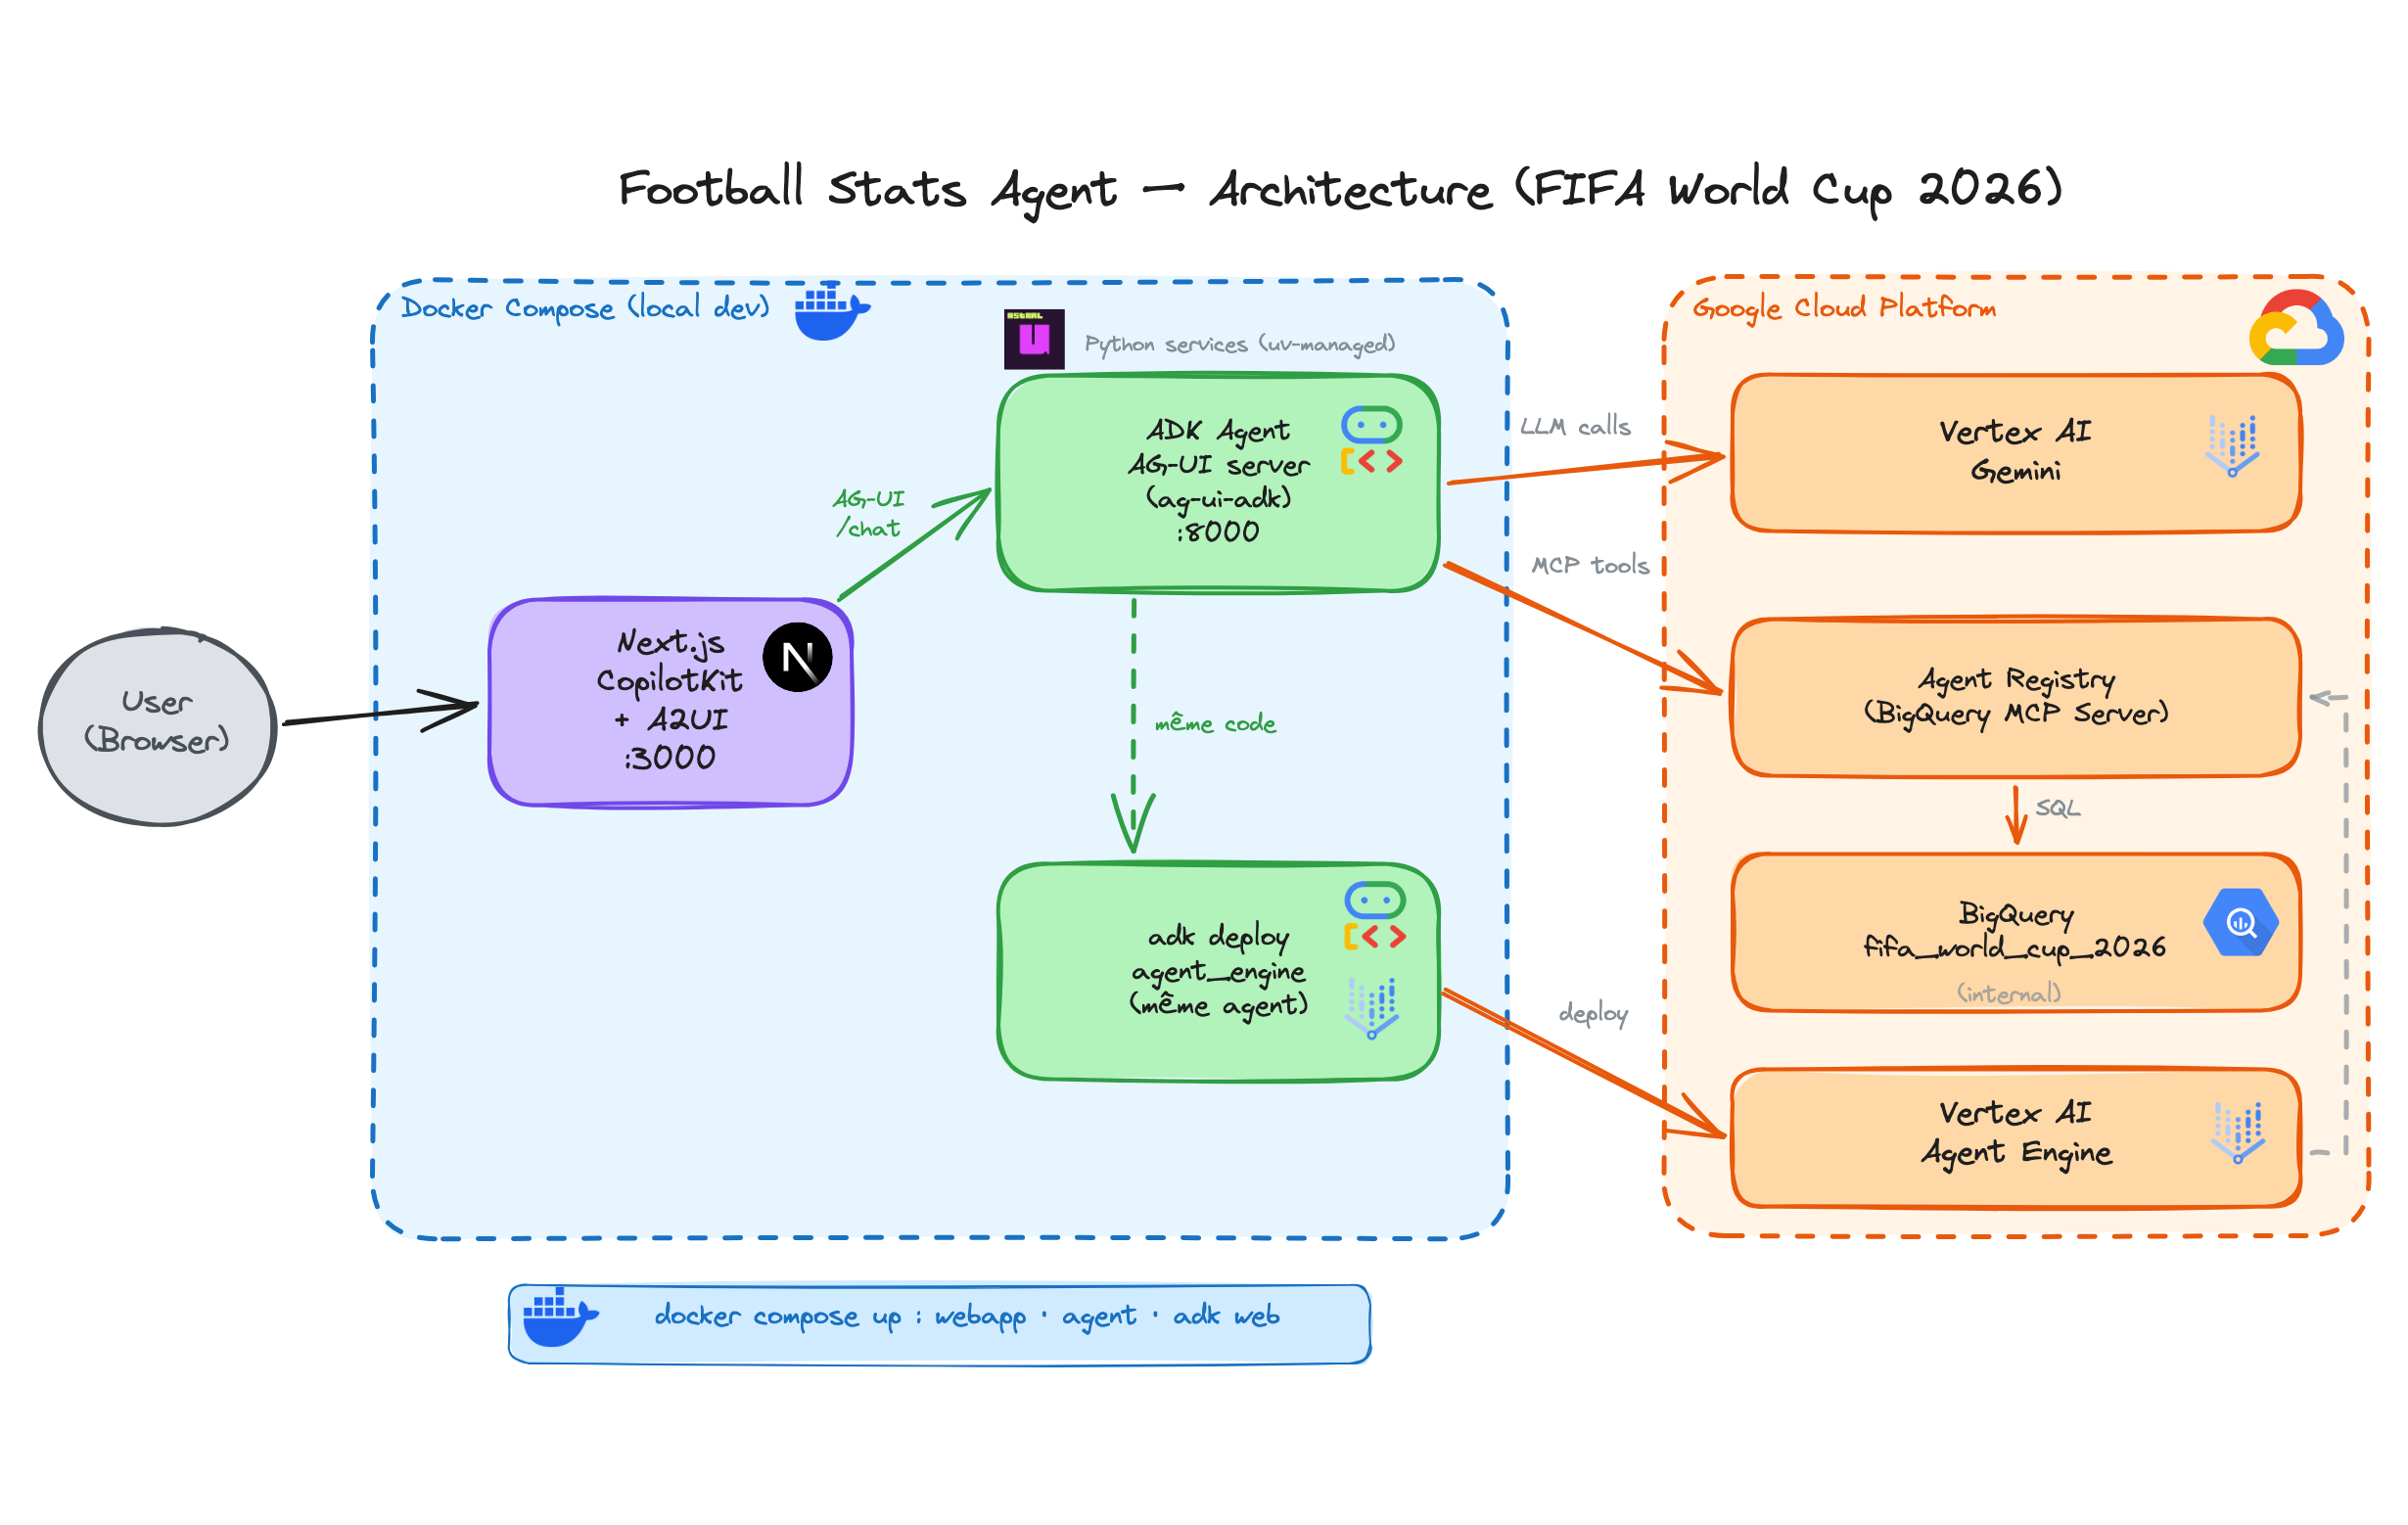 Football Stats Agent — Architecture (FIFA World Cup 2026)
Docker Compose (local dev)
ASTRAL
Python services (uv-managed)
Google Cloud Platform
ADK Agent
AG-UI server
(ag-ui-adk)
:8000
LLM calls
Vertex AI
Gemini
AG-UI
/chat
MCP tools
User
(Browser)
Next.js
CopilotKit
+ A2UI
:3000
N
même code
Agent Registry
(BigQuery MCP Server)
SQL
adk deploy
agent_engine
(même agent)
BigQuery
fifa_world_cup_2026
(internal)
deploy
Vertex AI
Agent Engine
docker compose up : webapp · agent · adk web